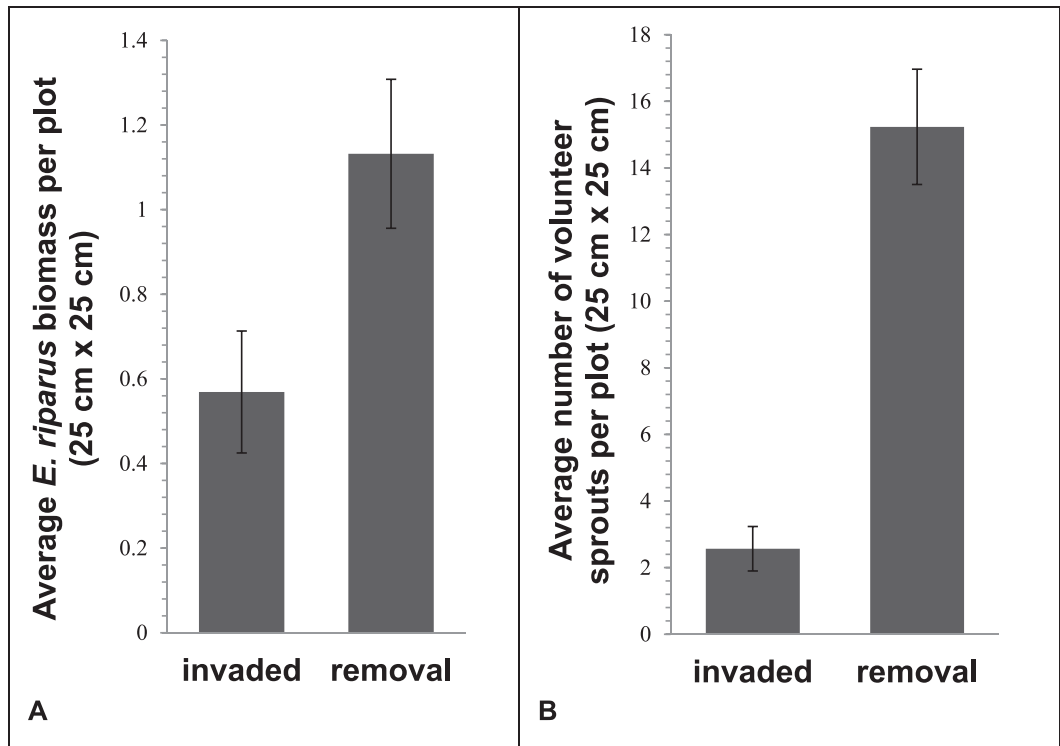 Average E. riparus biomass per plot
(25 cm x 25 cm)
1.4
1.2
1
0.8
0.6
0.4
0.2
0
invaded
removal
A
Average number of volunteer
sprouts per plot (25 cm x 25 cm)
18
16
14
12
10
8
6
4
2
0
invaded
removal
B